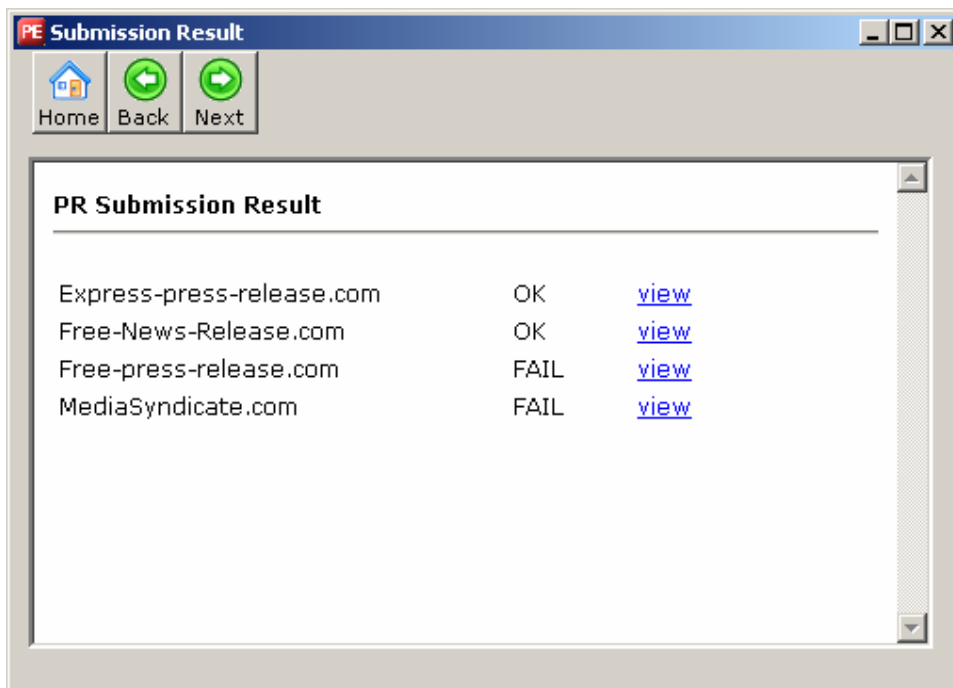 PE Submission Result
Home Back Next
PR Submission Result
Express-press-release.com OK view
Free-News-Release.com OK view
Free-press-release.com FAIL view
MediaSyndicate.com FAIL view